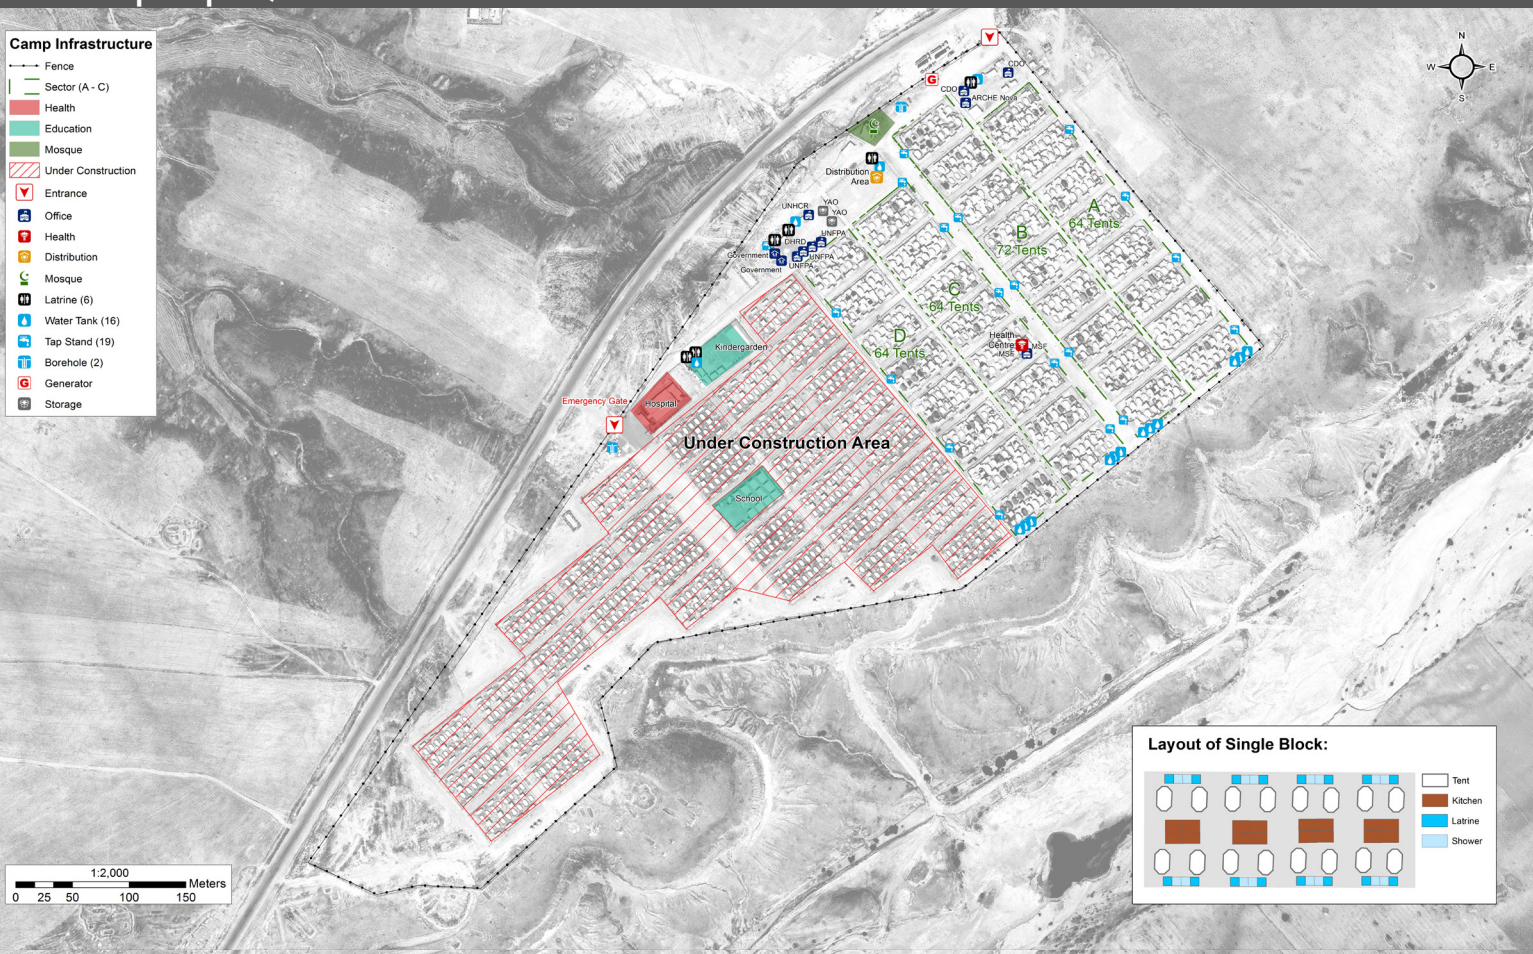 Camp Infrastructure
Fence
Sector (A - C)
Health
Education
Mosque
Under Construction
Entrance
Office
Health
Distribution
Mosque
Latrine (6)
Water Tank (16)
Tap Stand (19)
Borehole (2)
G Generator
Storage
N
W E
S
CDO
G
CDO
ARCHE Nova
Distribution
Area
UNHCR
YAO
YAO
UNFPA
DHRD
Government
UNFPA
Government
UNFPA
A
64 Tents
B
72 Tents
C
64 Tents
D
64 Tents
Health
Centre
MSF
MSF
Kindergarden
Emergency Gate
Hospital
Under Construction Area
School
Layout of Single Block:
Tent
Kitchen
Latrine
Shower
1:2,000
Meters
0 25 50 100 150